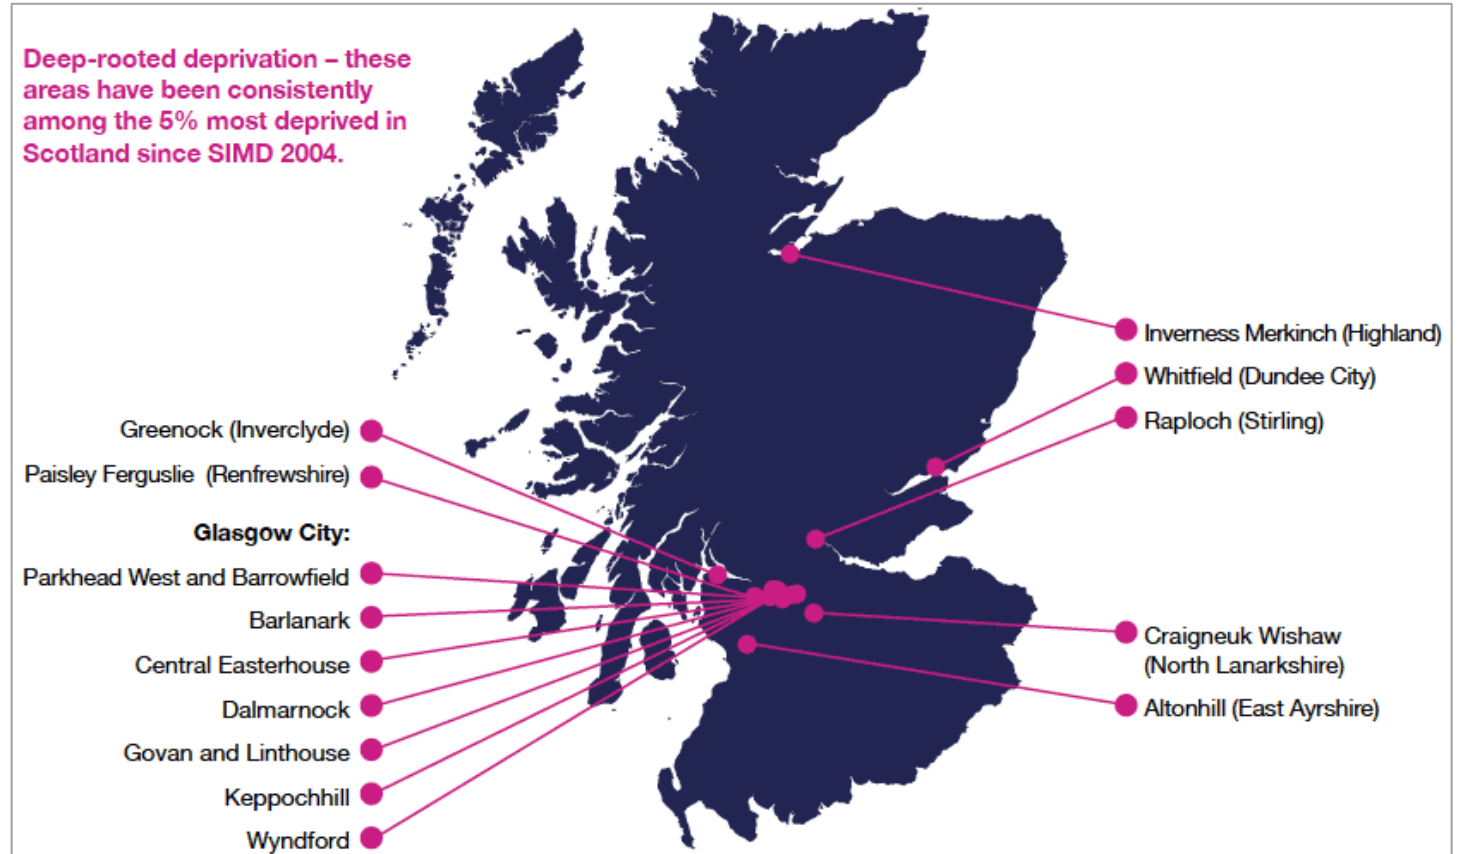 Deep-rooted deprivation – these
areas have been consistently
among the 5% most deprived in
Scotland since SIMD 2004.
Greenock (Inverclyde)
Paisley Ferguslie (Renfrewshire)
Glasgow City:
Parkhead West and Barrowfield
Barlanark
Central Easterhouse
Dalmarnock
Govan and Linthouse
Keppochhill
Wyndford
Inverness Merkinch (Highland)
Whitfield (Dundee City)
Raploch (Stirling)
Craigneuk Wishaw
(North Lanarkshire)
Altonhill (East Ayrshire)